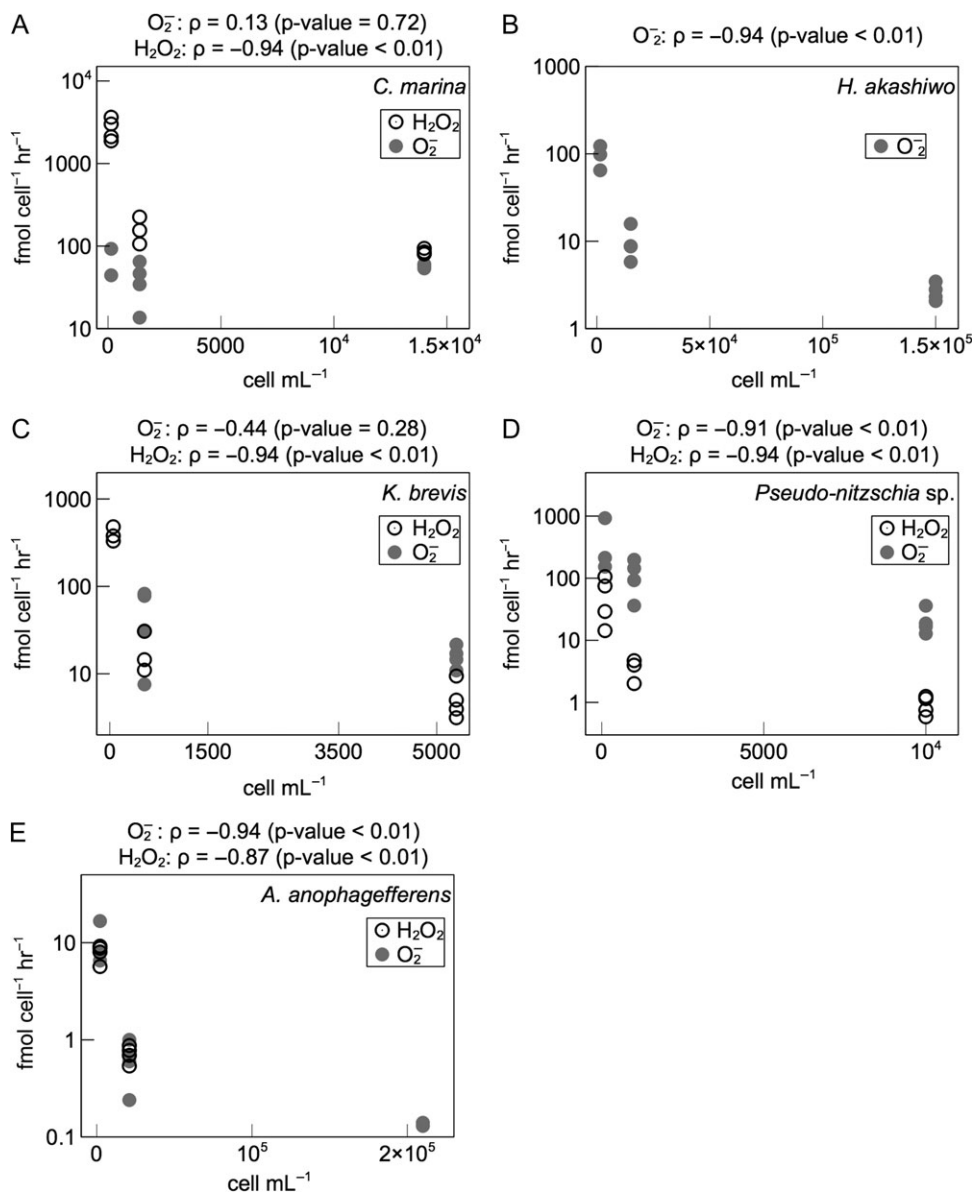 A
O₂⁻: ρ = 0.13 (p-value = 0.72)
H₂O₂: ρ = −0.94 (p-value < 0.01)
C. marina
H₂O₂
O₂⁻
10⁴
1000
100
10
fmol cell⁻¹ hr⁻¹
0 5000 10⁴ 1.5×10⁴
cell mL⁻¹
B
O₂⁻: ρ = −0.94 (p-value < 0.01)
H. akashiwo
O₂⁻
1000
100
10
1
fmol cell⁻¹ hr⁻¹
0 5×10⁴ 10⁵ 1.5×10⁵
cell mL⁻¹
C
O₂⁻: ρ = −0.44 (p-value = 0.28)
H₂O₂: ρ = −0.94 (p-value < 0.01)
K. brevis
H₂O₂
O₂⁻
1000
100
10
fmol cell⁻¹ hr⁻¹
0 1500 3500 5000
cell mL⁻¹
D
O₂⁻: ρ = −0.91 (p-value < 0.01)
H₂O₂: ρ = −0.94 (p-value < 0.01)
Pseudo-nitzschia sp.
H₂O₂
O₂⁻
1000
100
10
1
fmol cell⁻¹ hr⁻¹
0 5000 10⁴
cell mL⁻¹
E
O₂⁻: ρ = −0.94 (p-value < 0.01)
H₂O₂: ρ = −0.87 (p-value < 0.01)
A. anophagefferens
H₂O₂
O₂⁻
10
1
0.1
fmol cell⁻¹ hr⁻¹
0 10⁵ 2×10⁵
cell mL⁻¹